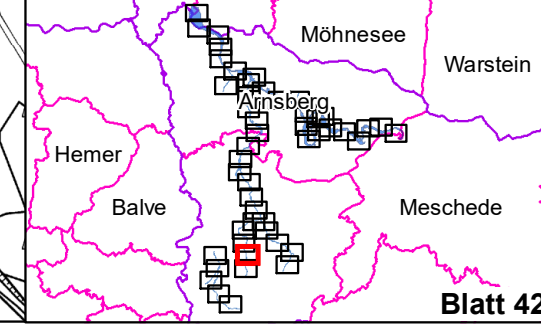 Möhnesee
Warstein
Arnsberg
Hemer
Balve
Meschede
Blatt 42